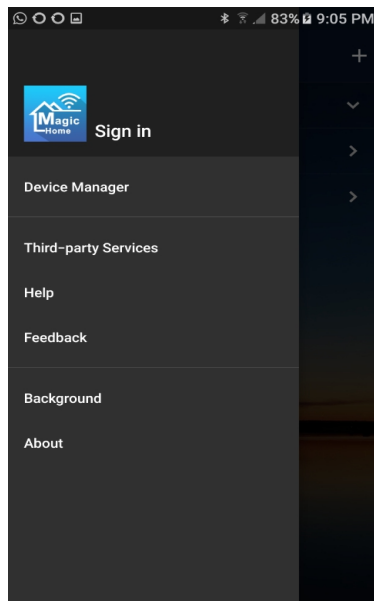 83% 9:05 PM
Magic
Home
Sign in
Device Manager
Third-party Services
Help
Feedback
Background
About